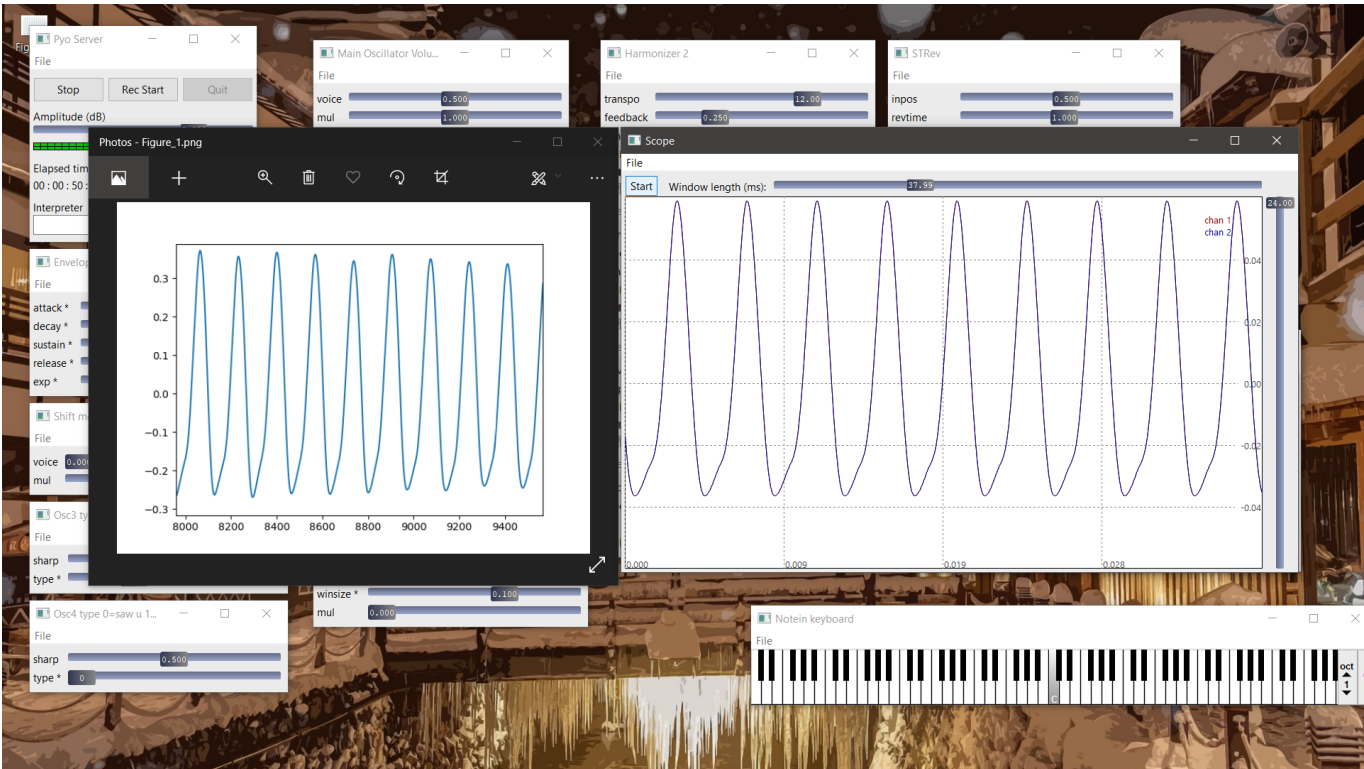 Pyo Server
File
Stop Rec Start Quit
Amplitude (dB)
Elapsed tim
00 : 00 : 50 :
Interpreter
Main Oscillator Volu...
File
voice 0.500
mul 1.000
Harmonizer 2
File
transpo 12.00
feedback 0.250
STRev
File
inpos 0.500
revtime 1.000
Photos - Figure_1.png
0.3
0.2
0.1
0.0
−0.1
−0.2
−0.3
8000 8200 8400 8600 8800 9000 9200 9400
Scope
File
Start Window length (ms): 37.99
24.00
chan 1
chan 2
0.04
0.02
0.00
-0.02
-0.04
0.000 0.009 0.019 0.028
Envelop
File
attack *
decay *
sustain *
release *
exp *
Shift m
File
voice 0.000
mul
Osc3 ty
File
sharp
type *
winsize * 0.100
mul 0.000
Osc4 type 0=saw u 1...
File
sharp 0.500
type * 0
Notein keyboard
File
C
oct
1